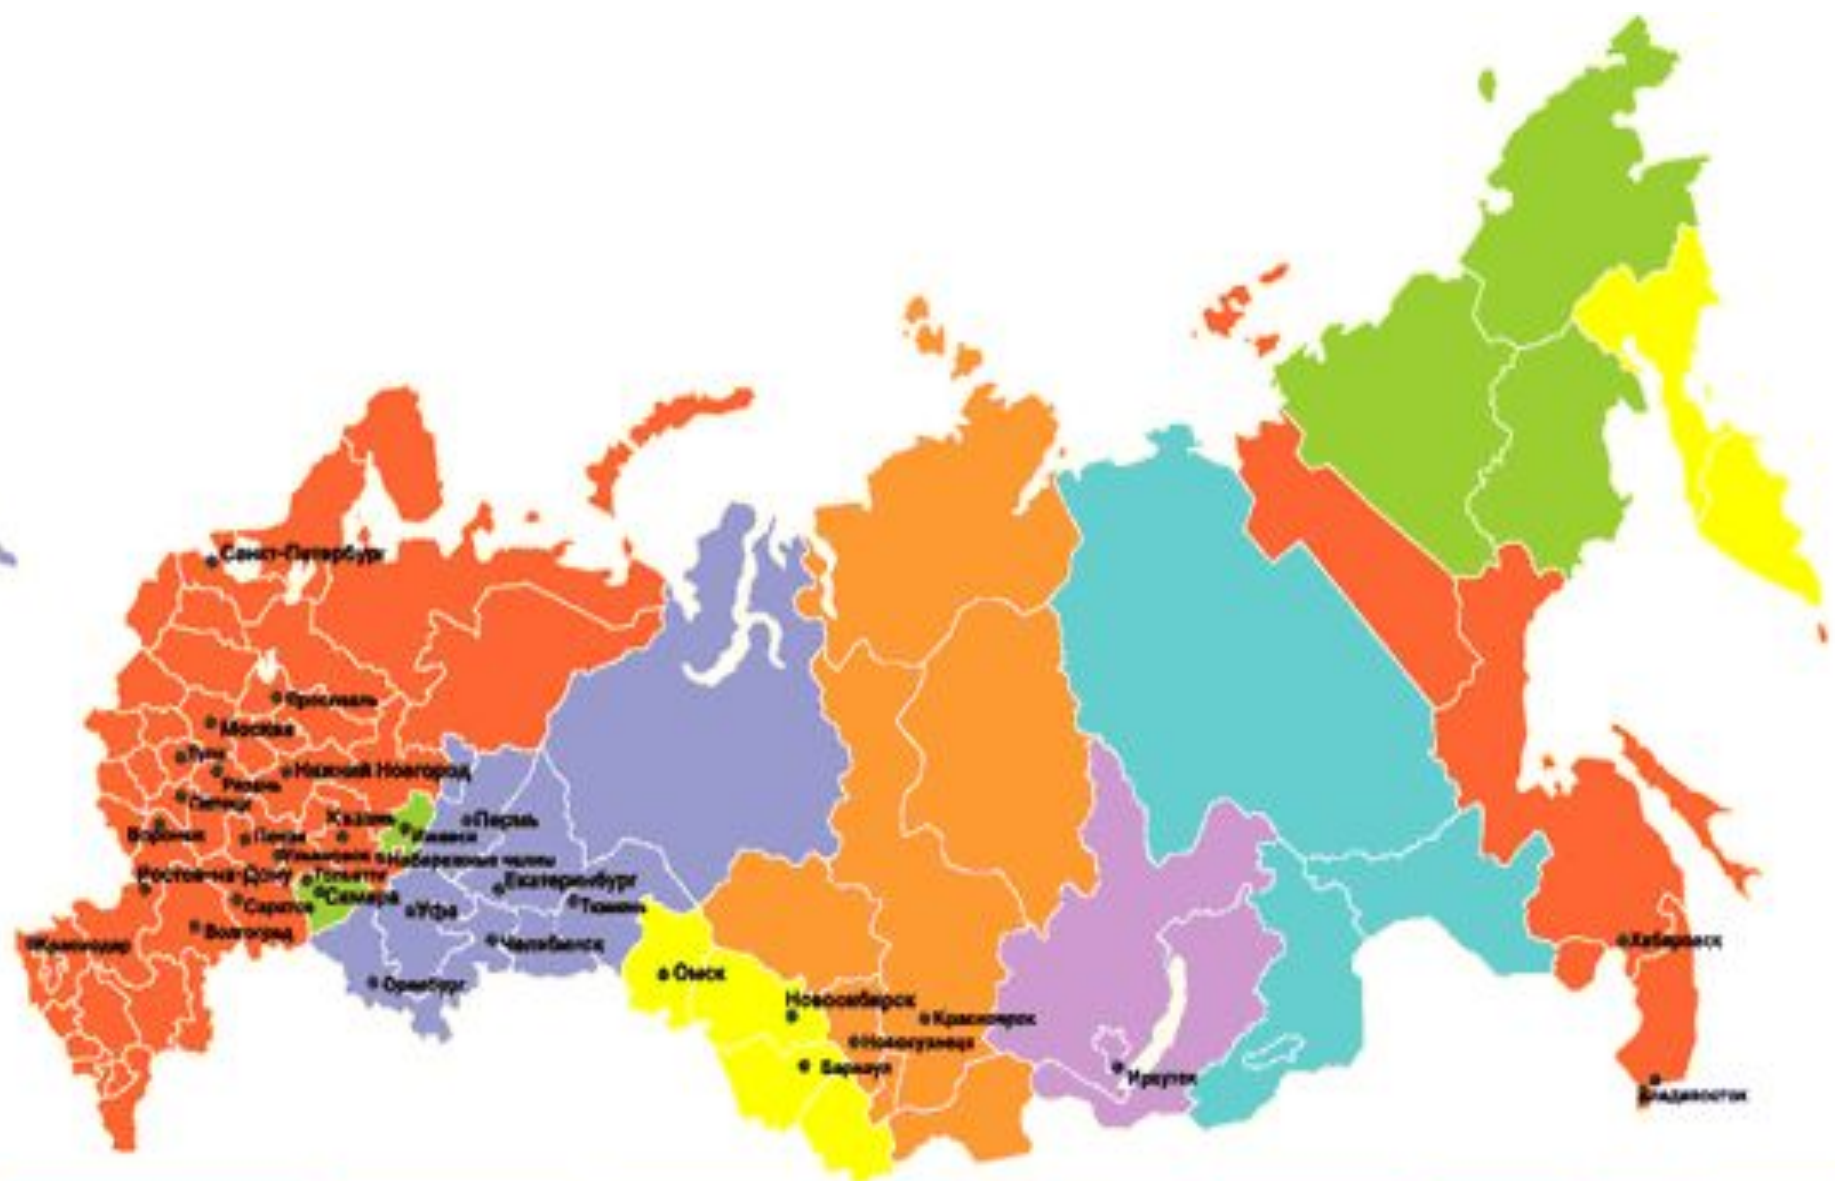 Санкт-Петербург
Ярославль
Москва
Тула
Нижний Новгород
Рязань
Липецк
Казань
Ижевск
Пермь
Воронеж
Пенза
Ульяновск
Набережные челны
Ростов-на-Дону
Тольятти
Екатеринбург
Самара
Саратов
Уфа
Тюмень
Волгоград
Краснодар
Челябинск
Оренбург
Омск
Новосибирск
Красноярск
Новокузнецк
Барнаул
Иркутск
Хабаровск
Владивосток